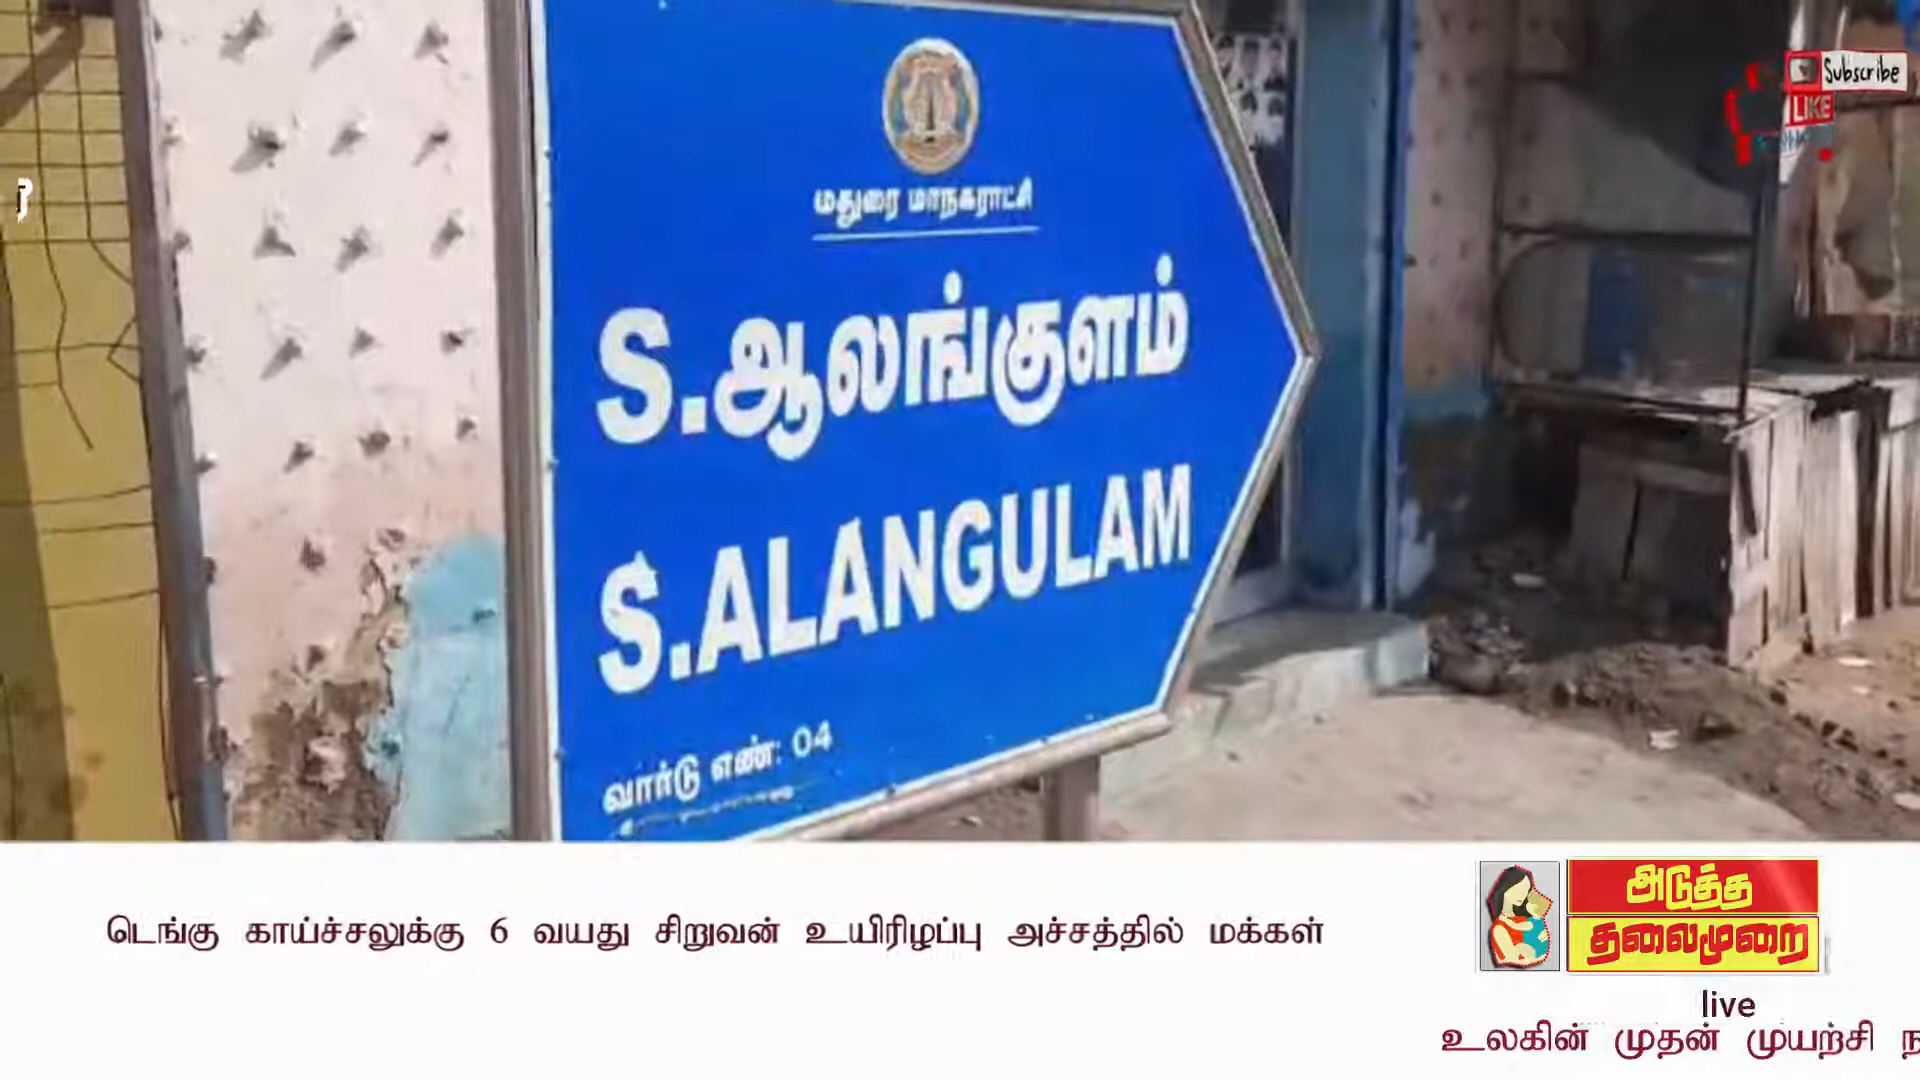 Subscribe
LIKE
மதுரை மாநகராட்சி
S.ஆலங்குளம்
S.ALANGULAM
வார்டு எண்: 04
டெங்கு காய்ச்சலுக்கு 6 வயது சிறுவன் உயிரிழப்பு அச்சத்தில் மக்கள்
அடுத்த
தலைமுறை
live
உலகின் முதன் முயற்சி